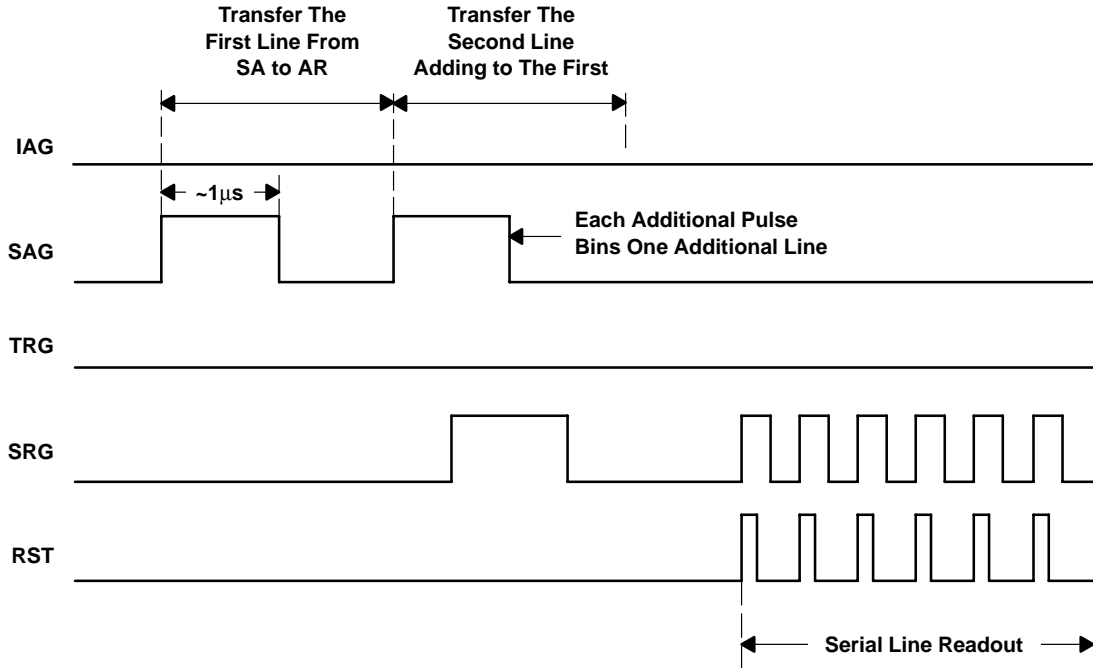 Transfer The
First Line From
SA to AR
Transfer The
Second Line
Adding to The First
IAG
~1μs
SAG
Each Additional Pulse
Bins One Additional Line
TRG
SRG
RST
Serial Line Readout